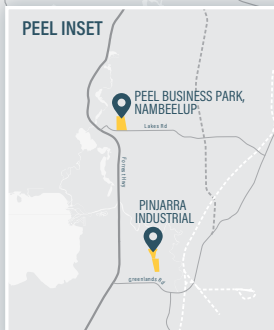 PEEL INSET
PEEL BUSINESS PARK,
NAMBEELUP
Lakes Rd
Forrest Hwy
PINJARRA
INDUSTRIAL
greenlands Rd